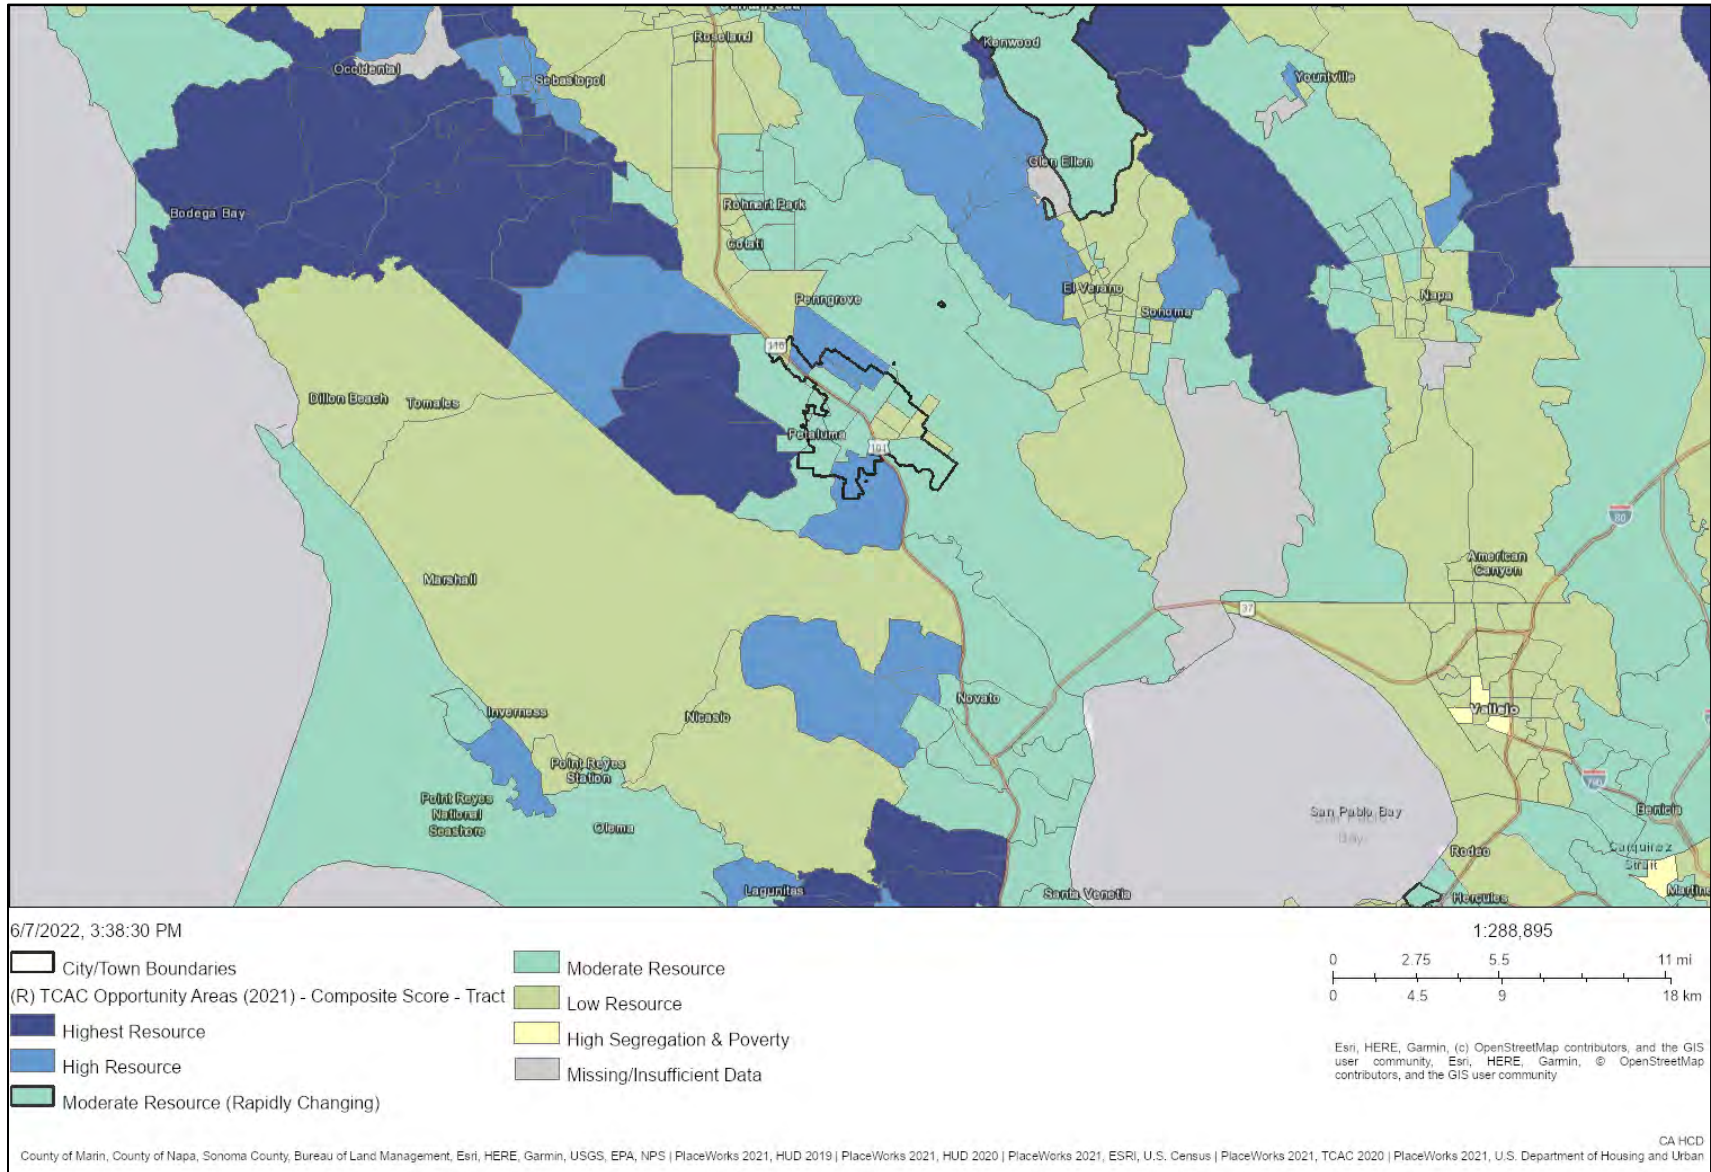 Roseland
Kenwood
Occidental
Sebastopol
Yountville
Glen Ellen
Bodega Bay
Rohnert Park
Cotati
El Verano
Napa
Penngrove
Sonoma
116
Dillon Beach
Tomales
Petaluma
101
80
American
Canyon
Marshall
37
Novato
Inverness
Nicasio
Vallejo
Point Reyes
Station
780
Point Reyes
National
Seashore
Olema
San Pablo Bay
Bay
Benicia
Carquinez
Strait
Rodeo
Lagunitas
Santa Venetia
Hercules
Martine
6/7/2022, 3:38:30 PM
1:288,895
City/Town Boundaries
(R) TCAC Opportunity Areas (2021) - Composite Score - Tract
Highest Resource
High Resource
Moderate Resource (Rapidly Changing)
Moderate Resource
Low Resource
High Segregation & Poverty
Missing/Insufficient Data
0 2.75 5.5 11 mi
0 4.5 9 18 km
Esri, HERE, Garmin, (c) OpenStreetMap contributors, and the GIS
user community, Esri, HERE, Garmin, © OpenStreetMap
contributors, and the GIS user community
CA HCD
County of Marin, County of Napa, Sonoma County, Bureau of Land Management, Esri, HERE, Garmin, USGS, EPA, NPS | PlaceWorks 2021, HUD 2019 | PlaceWorks 2021, HUD 2020 | PlaceWorks 2021, ESRI, U.S. Census | PlaceWorks 2021, TCAC 2020 | PlaceWorks 2021, U.S. Department of Housing and Urban